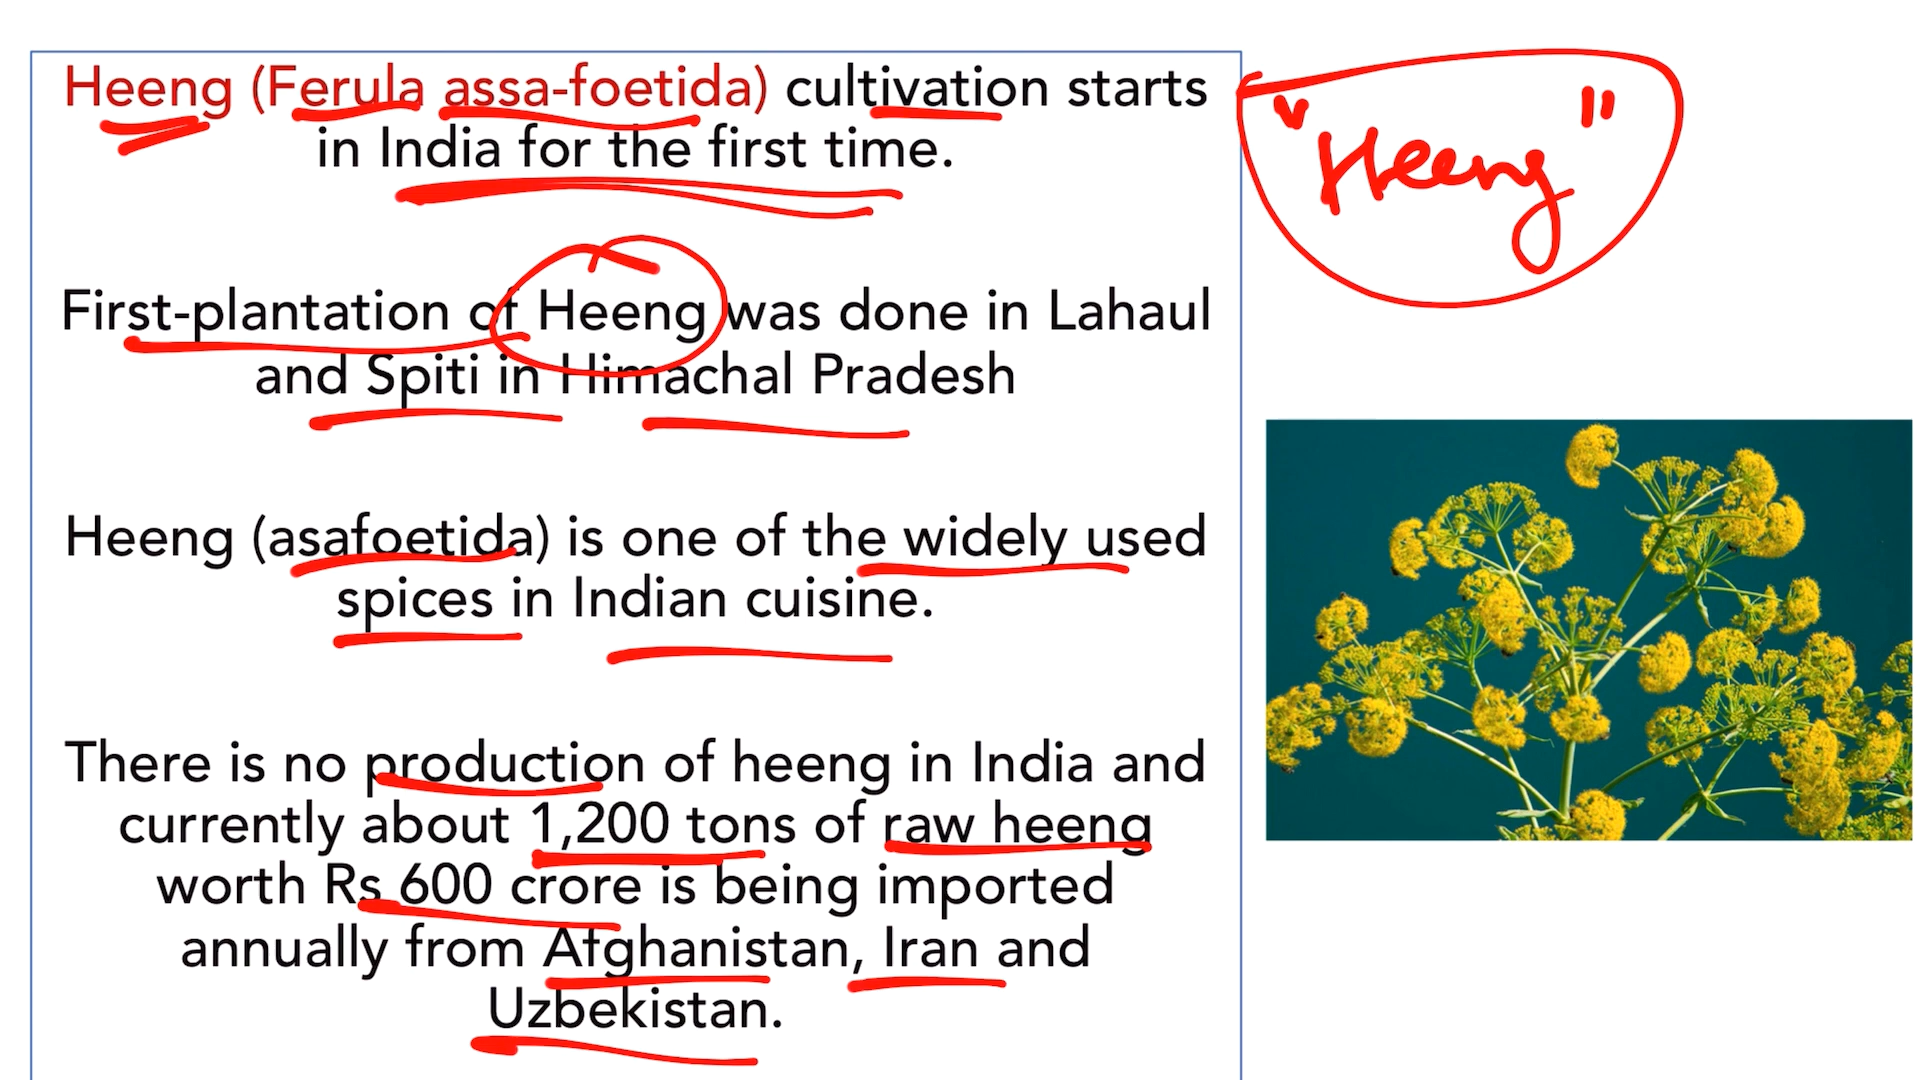 Heeng (Ferula assa-foetida) cultivation starts
in India for the first time.
"Heeng"
First-plantation of Heeng was done in Lahaul
and Spiti in Himachal Pradesh
Heeng (asafoetida) is one of the widely used
spices in Indian cuisine.
There is no production of heeng in India and
currently about 1,200 tons of raw heeng
worth Rs 600 crore is being imported
annually from Afghanistan, Iran and
Uzbekistan.